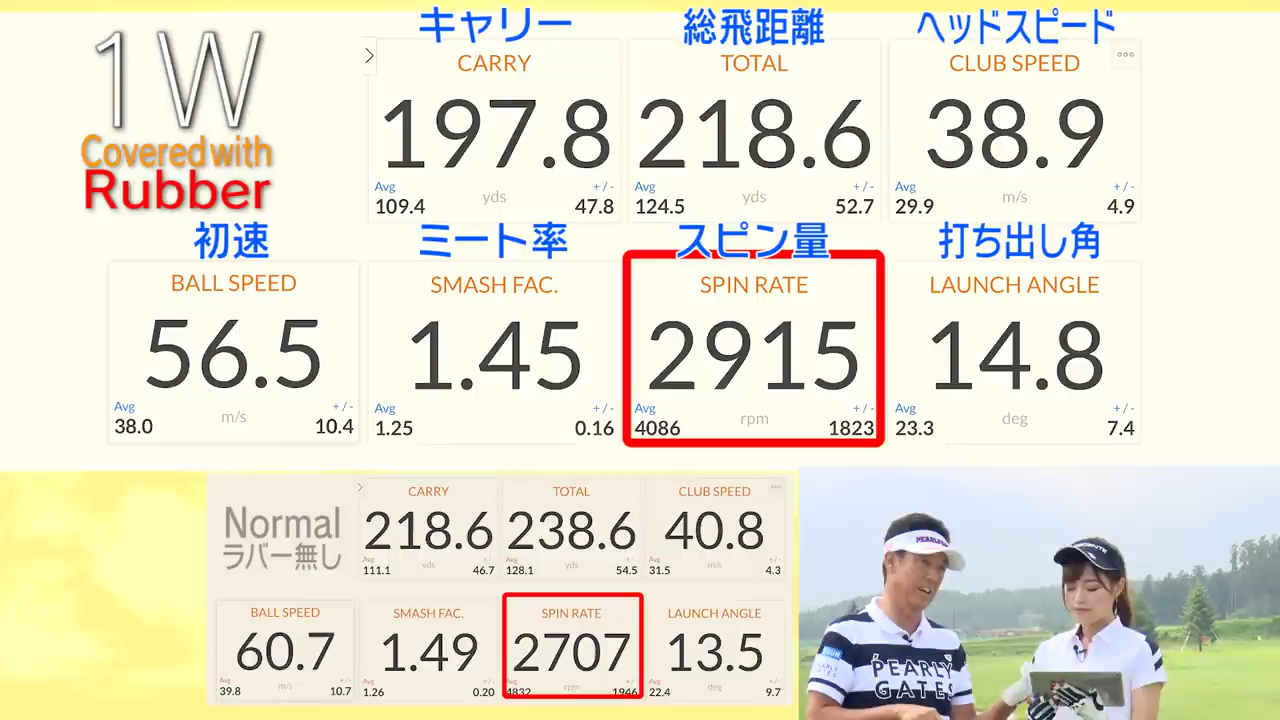 1W
Covered with
Rubber
キャリー
CARRY
197.8
Avg
109.4
yds
+/-
47.8
総飛距離
TOTAL
218.6
Avg
124.5
yds
+/-
52.7
ヘッドスピード
CLUB SPEED
38.9
Avg
29.9
m/s
+/-
4.9
初速
BALL SPEED
56.5
Avg
38.0
m/s
+/-
10.4
ミート率
SMASH FAC.
1.45
Avg
1.25
+/-
0.16
スピン量
SPIN RATE
2915
Avg
4086
rpm
+/-
1823
打ち出し角
LAUNCH ANGLE
14.8
Avg
23.3
deg
+/-
7.4
Normal
ラバー無し
CARRY
218.6
Avg
111.1
yds
+/-
46.7
TOTAL
238.6
Avg
128.1
yds
+/-
54.5
CLUB SPEED
40.8
Avg
31.5
m/s
+/-
4.3
BALL SPEED
60.7
Avg
39.8
m/s
+/-
10.7
SMASH FAC.
1.49
Avg
1.26
+/-
0.20
SPIN RATE
2707
Avg
4832
rpm
+/-
1946
LAUNCH ANGLE
13.5
Avg
22.4
deg
+/-
9.7
PEARLY
GATES